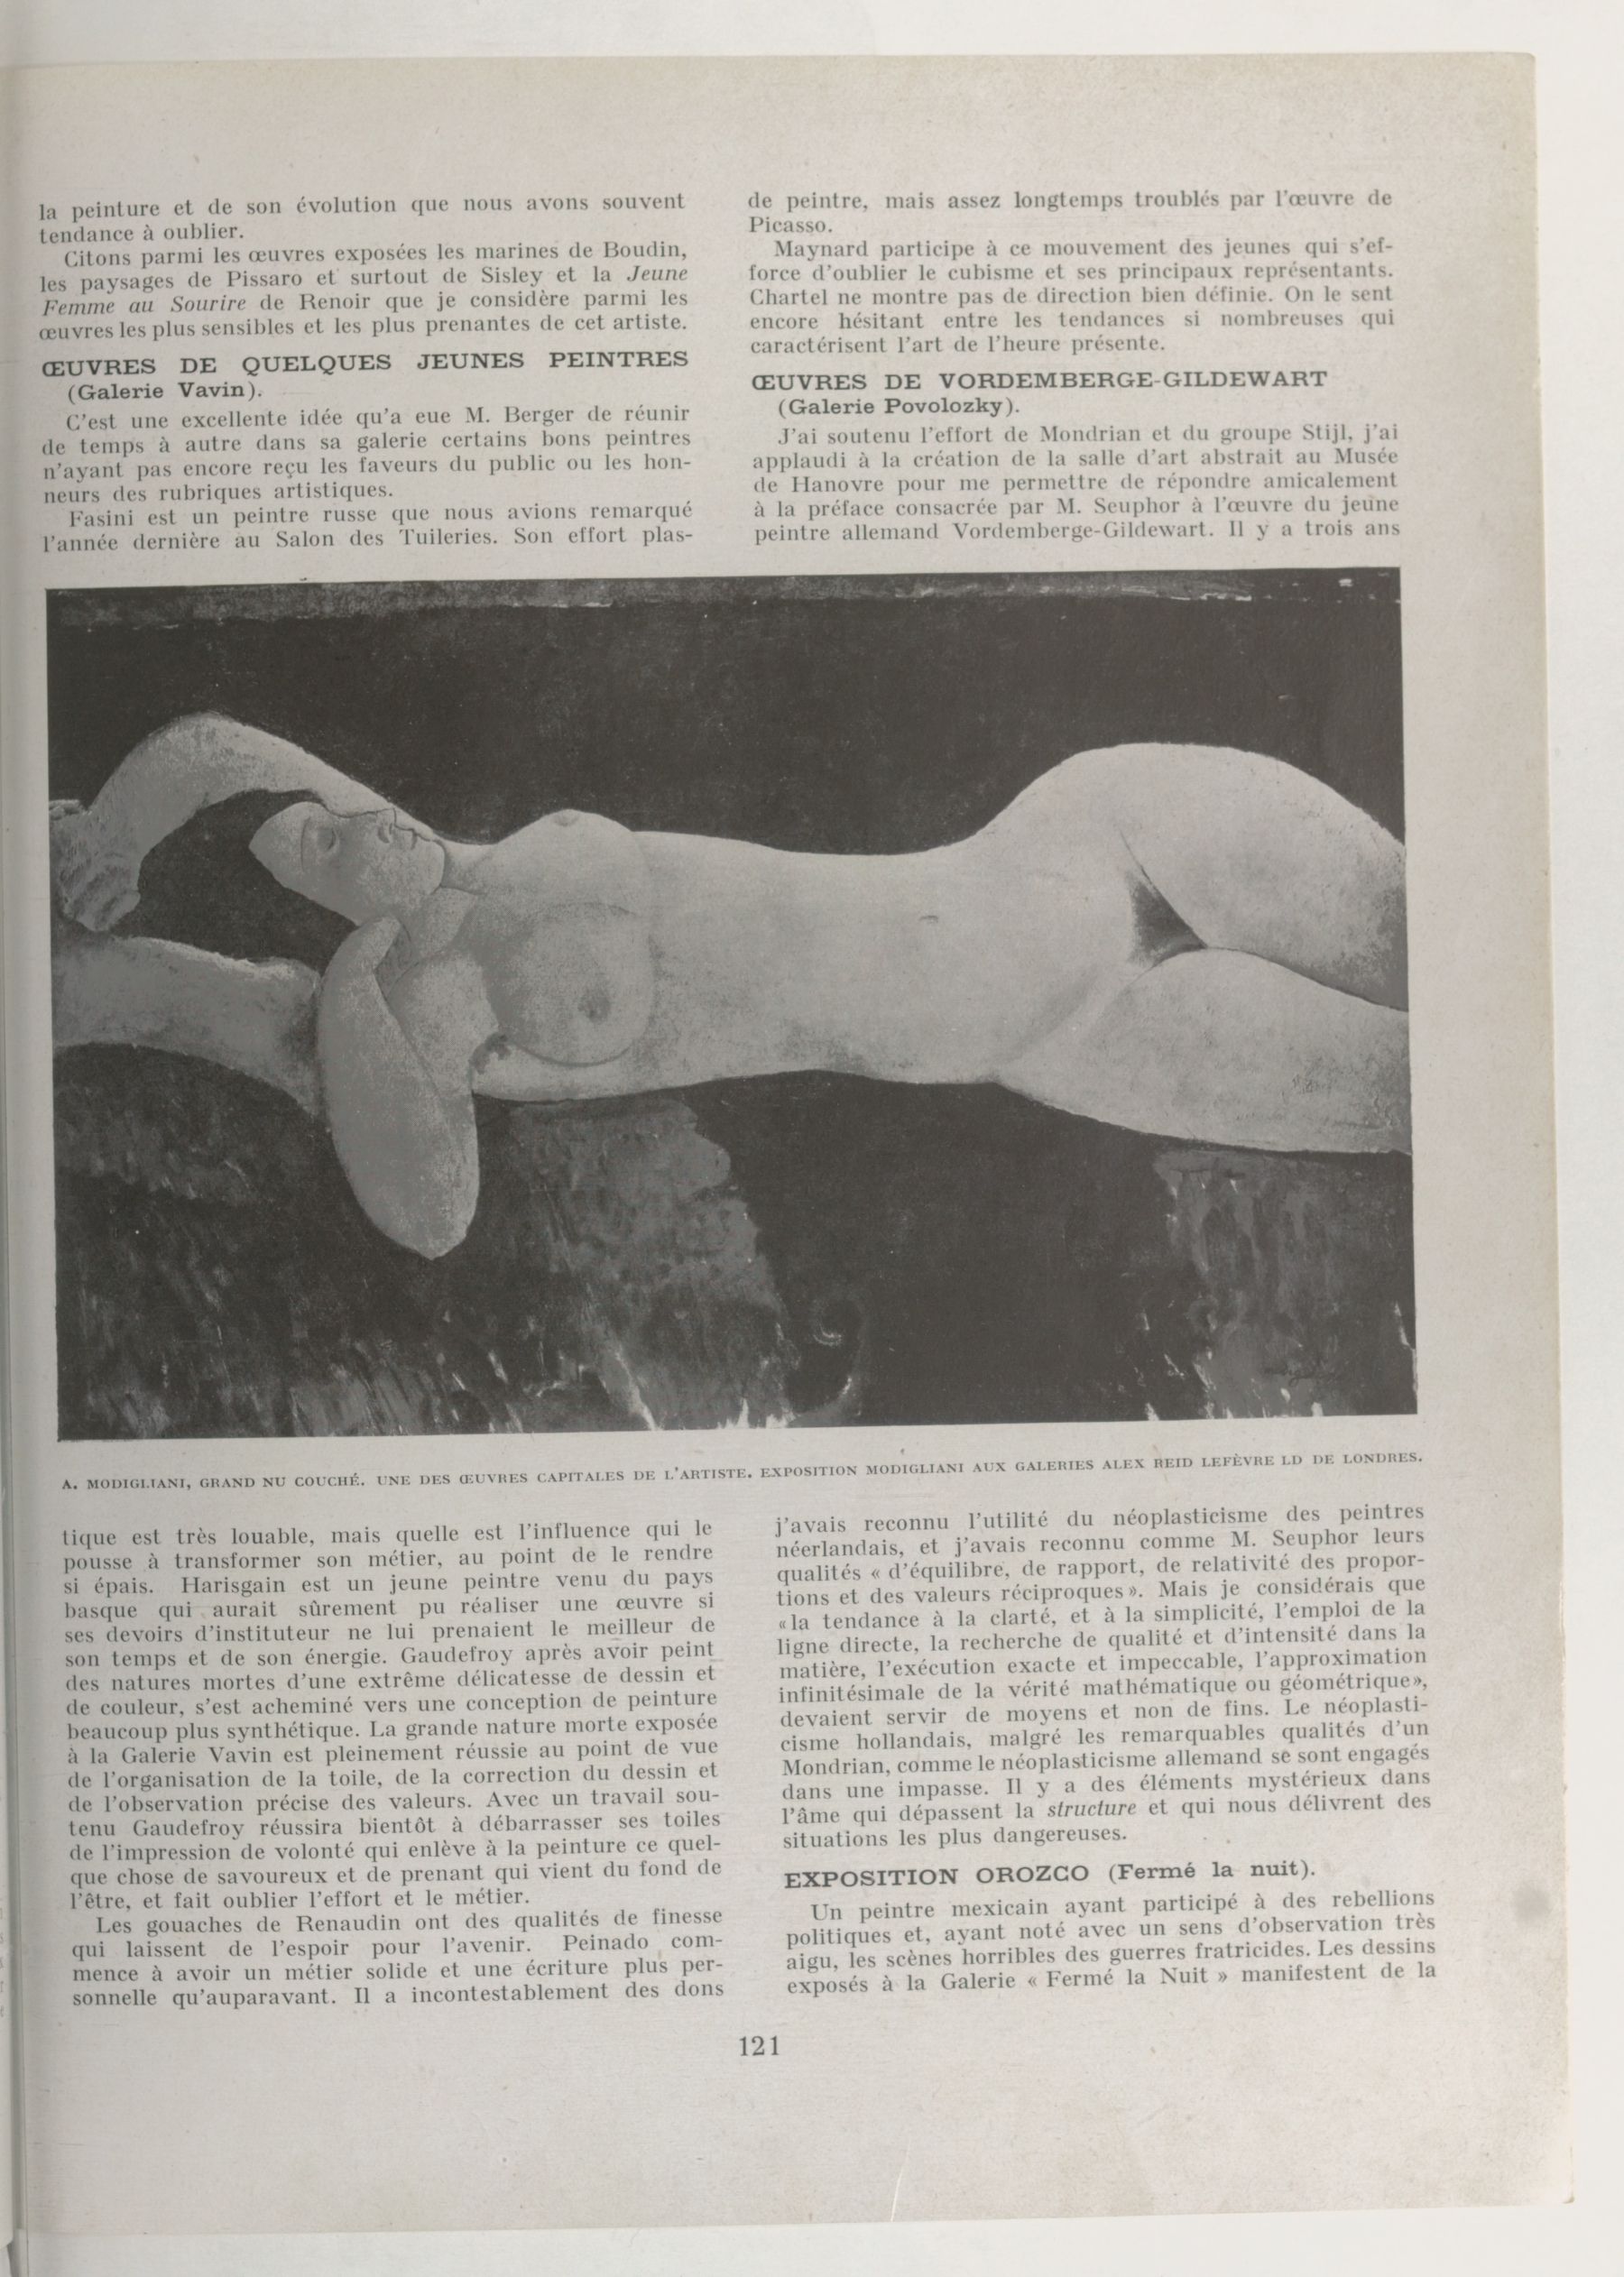 la peinture et de son évolution que nous avons souvent
tendance à oublier.
Citons parmi les œuvres exposées les marines de Boudin,
les paysages de Pissaro et surtout de Sisley et la Jeune
Femme au Sourire de Renoir que je considère parmi les
œuvres les plus sensibles et les plus prenantes de cet artiste.
ŒUVRES DE QUELQUES JEUNES PEINTRES
(Galerie Vavin).
C'est une excellente idée qu'a eue M. Berger de réunir
de temps à autre dans sa galerie certains bons peintres
n'ayant pas encore reçu les faveurs du public ou les hon-
neurs des rubriques artistiques.
Fasini est un peintre russe que nous avions remarqué
l'année dernière au Salon des Tuileries. Son effort plas-
de peintre, mais assez longtemps troublés par l'œuvre de
Picasso.
Maynard participe à ce mouvement des jeunes qui s'ef-
force d'oublier le cubisme et ses principaux représentants.
Chartel ne montre pas de direction bien définie. On le sent
encore hésitant entre les tendances si nombreuses qui
caractérisent l'art de l'heure présente.
ŒUVRES DE VORDEMBERGE-GILDEWART
(Galerie Povolozky).
J'ai soutenu l'effort de Mondrian et du groupe Stijl, j'ai
applaudi à la création de la salle d'art abstrait au Musée
de Hanovre pour me permettre de répondre amicalement
à la préface consacrée par M. Seuphor à l'œuvre du jeune
peintre allemand Vordemberge-Gildewart. Il y a trois ans
A. MODIGLIANI, GRAND NU COUCHÉ. UNE DES ŒUVRES CAPITALES DE L'ARTISTE. EXPOSITION MODIGLIANI AUX GALERIES ALEX REID LEFÈVRE LD DE LONDRES.
tique est très louable, mais quelle est l'influence qui le
pousse à transformer son métier, au point de le rendre
si épais. Harisgain est un jeune peintre venu du pays
basque qui aurait sûrement pu réaliser une œuvre si
ses devoirs d'instituteur ne lui prenaient le meilleur de
son temps et de son énergie. Gaudefroy après avoir peint
des natures mortes d'une extrême délicatesse de dessin et
de couleur, s'est acheminé vers une conception de peinture
beaucoup plus synthétique. La grande nature morte exposée
à la Galerie Vavin est pleinement réussie au point de vue
de l'organisation de la toile, de la correction du dessin et
de l'observation précise des valeurs. Avec un travail sou-
tenu Gaudefroy réussira bientôt à débarrasser ses toiles
de l'impression de volonté qui enlève à la peinture ce quel-
que chose de savoureux et de prenant qui vient du fond de
l'être, et fait oublier l'effort et le métier.
Les gouaches de Renaudin ont des qualités de finesse
qui laissent de l'espoir pour l'avenir. Peinado com-
mence à avoir un métier solide et une écriture plus per-
sonnelle qu'auparavant. Il a incontestablement des dons
j'avais reconnu l'utilité du néoplasticisme des peintres
néerlandais, et j'avais reconnu comme M. Seuphor leurs
qualités « d'équilibre, de rapport, de relativité des propor-
tions et des valeurs réciproques ». Mais je considérais que
« la tendance à la clarté, et à la simplicité, l'emploi de la
ligne directe, la recherche de qualité et d'intensité dans la
matière, l'exécution exacte et impeccable, l'approximation
infinitésimale de la vérité mathématique ou géométrique »,
devaient servir de moyens et non de fins. Le néoplasti-
cisme hollandais, malgré les remarquables qualités d'un
Mondrian, comme le néoplasticisme allemand se sont engagés
dans une impasse. Il y a des éléments mystérieux dans
l'âme qui dépassent la structure et qui nous délivrent des
situations les plus dangereuses.
EXPOSITION OROZCO (Fermé la nuit).
Un peintre mexicain ayant participé à des rebellions
politiques et, ayant noté avec un sens d'observation très
aigu, les scènes horribles des guerres fratricides. Les dessins
exposés à la Galerie « Fermé la Nuit » manifestent de la
121